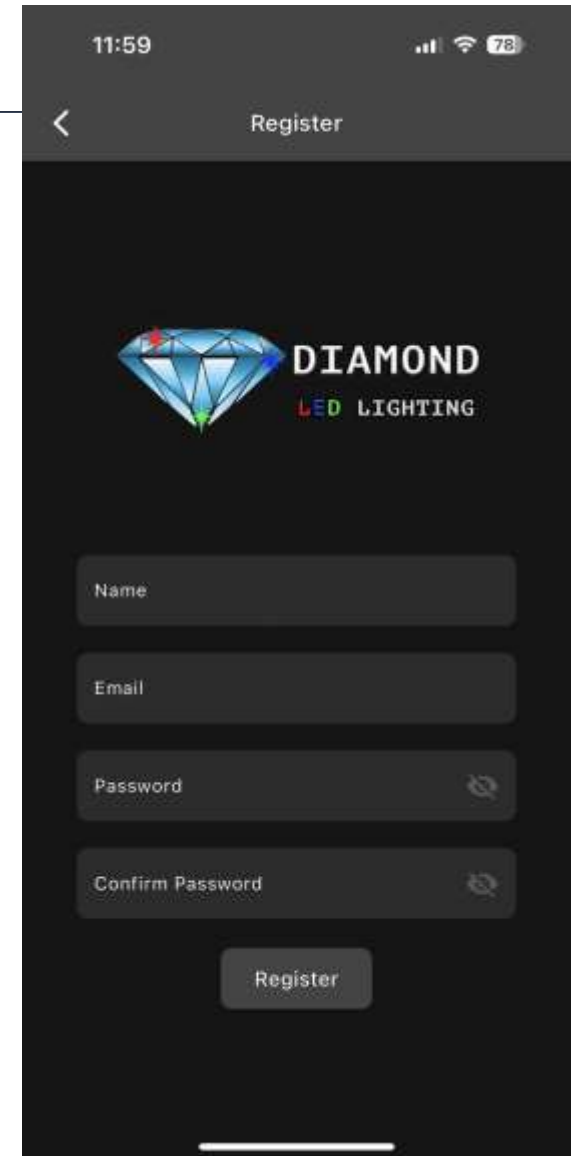 11:59 78
Register
DIAMOND
LED LIGHTING
Name
Email
Password
Confirm Password
Register